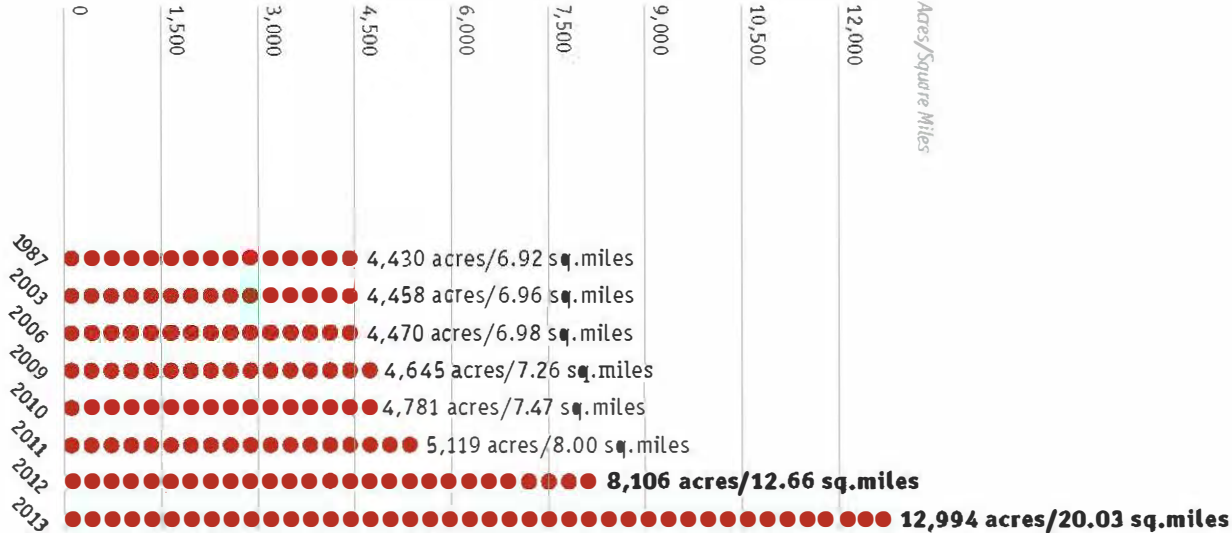 0
1,500
3,000
4,500
6,000
7,500
9,000
10,500
12,000
Acres/Square Miles
1987 4,430 acres/6.92 sq.miles
2003 4,458 acres/6.96 sq.miles
2006 4,470 acres/6.98 sq.miles
2009 4,645 acres/7.26 sq.miles
2010 4,781 acres/7.47 sq.miles
2011 5,119 acres/8.00 sq.miles
2012 8,106 acres/12.66 sq.miles
2013 12,994 acres/20.03 sq.miles